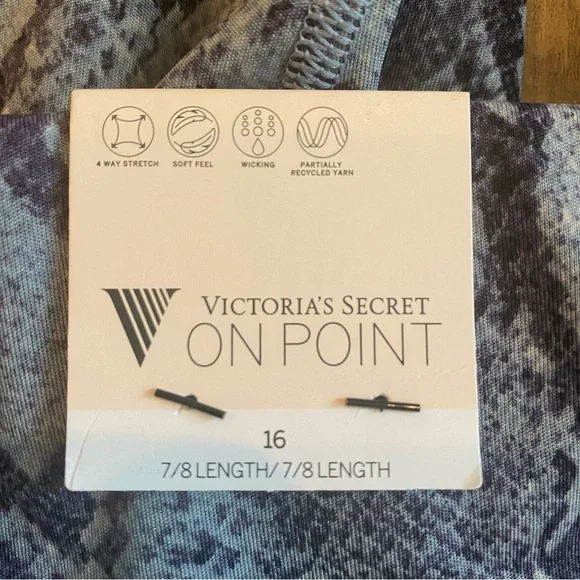 4 WAY STRETCH
SOFT FEEL
WICKING
PARTIALLY
RECYCLED YARN
VICTORIA'S SECRET
ON POINT
16
7/8 LENGTH/ 7/8 LENGTH